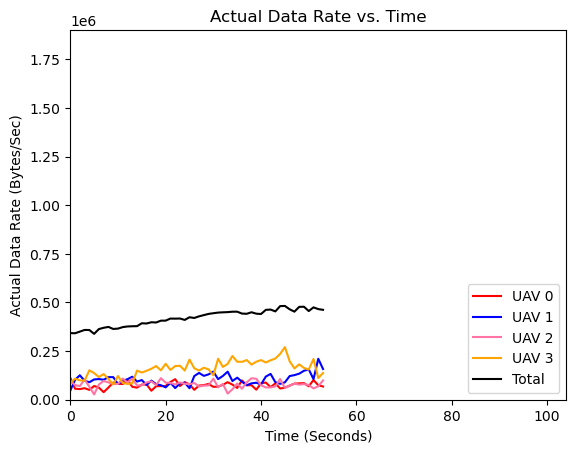 Actual Data Rate vs. Time
1e6
Actual Data Rate (Bytes/Sec)
1.75
1.50
1.25
1.00
0.75
0.50
0.25
0.00
0 20 40 60 80 100
Time (Seconds)
UAV 0
UAV 1
UAV 2
UAV 3
Total